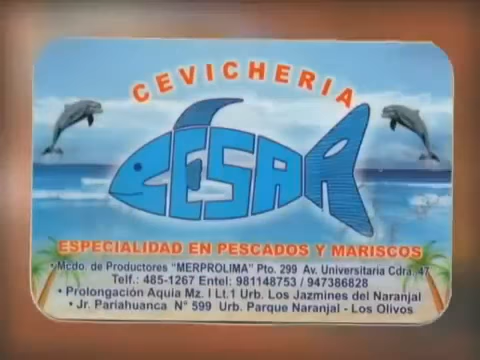 CEVICHERIA
CESAR
ESPECIALIDAD EN PESCADOS Y MARISCOS
• Mcdo. de Productores "MERPROLIMA" Pto. 299 Av. Universitaria Cdra. 47
Telf.: 485-1267 Entel: 981148753 / 947386828
• Prolongación Aquia Mz. I Lt.1 Urb. Los Jazmines del Naranjal
• Jr. Pariahuanca N° 599 Urb. Parque Naranjal - Los Olivos